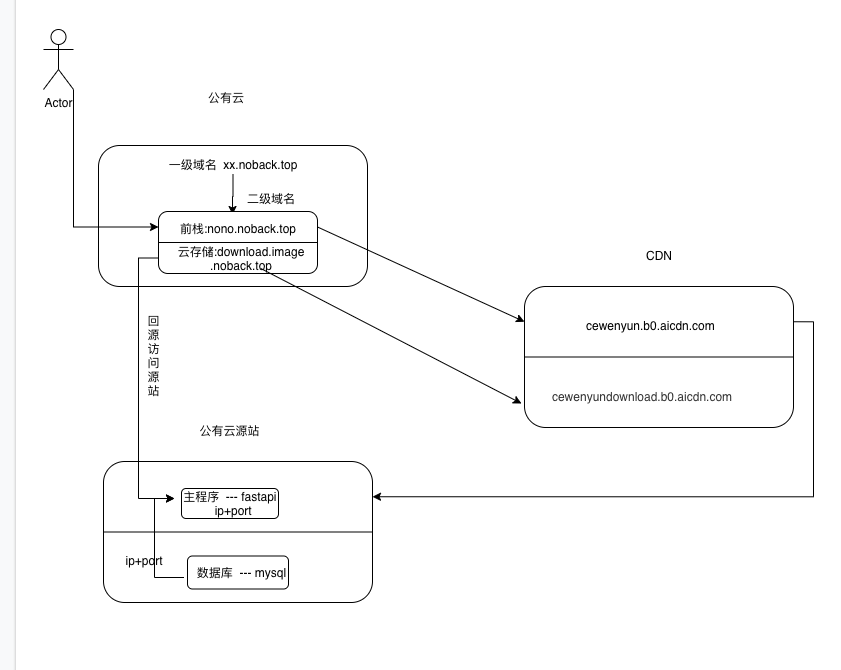 Actor
公有云
一级域名 xx.noback.top
二级域名
前栈:nono.noback.top
云存储:download.image
.noback.top
CDN
cewenyun.b0.aicdn.com
cewenyundownload.b0.aicdn.com
回
源
访
问
源
站
公有云源站
主程序 --- fastapi
ip+port
ip+port
数据库 --- mysql